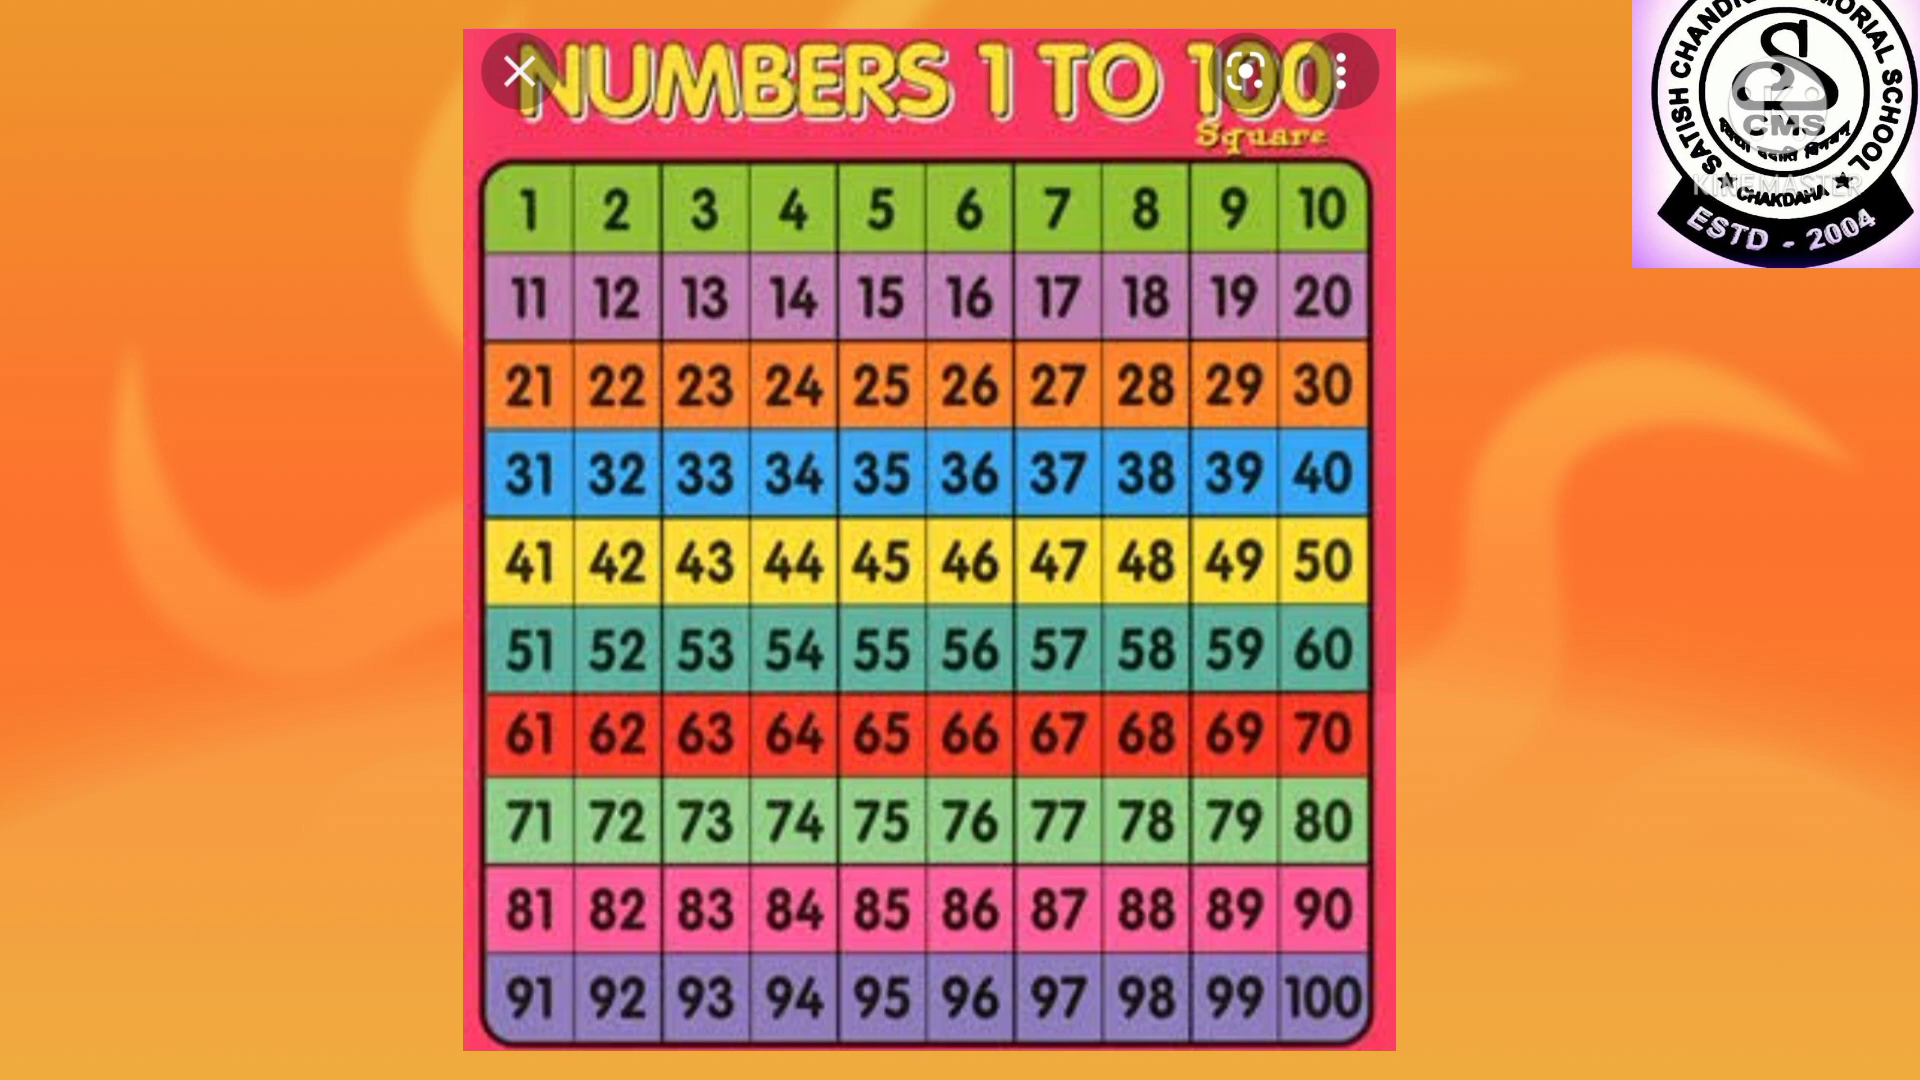 NUMBERS 1 TO 100
Square
1 2 3 4 5 6 7 8 9 10
11 12 13 14 15 16 17 18 19 20
21 22 23 24 25 26 27 28 29 30
31 32 33 34 35 36 37 38 39 40
41 42 43 44 45 46 47 48 49 50
51 52 53 54 55 56 57 58 59 60
61 62 63 64 65 66 67 68 69 70
71 72 73 74 75 76 77 78 79 80
81 82 83 84 85 86 87 88 89 90
91 92 93 94 95 96 97 98 99 100
SATISH SCHOOL
CMS
KINEMASTER
CHAKDAHA
ESTD - 2004